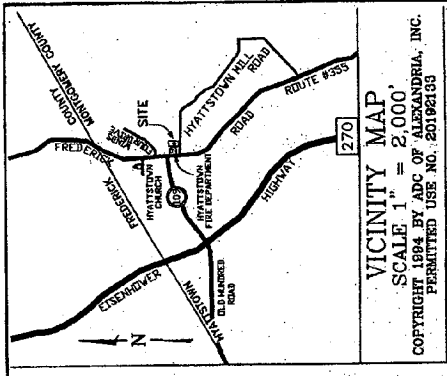 FREDERICK COUNTY
MONTGOMERY COUNTY
FREDERICK
ROAD
SITE
HYATTSTOWN MILL
ROAD
ROUTE #355
HYATTSTOWN
CHURCH
HYATTSTOWN
FIRE DEPARTMENT
109
EISENHOWER
HIGHWAY
270
HYATTSTOWN
OLD HUNDRED
ROAD
N
VICINITY MAP
SCALE 1" = 2,000'
COPYRIGHT 1994 BY ADC OF ALEXANDRIA, INC.
PERMITTED USE NO. 20192133